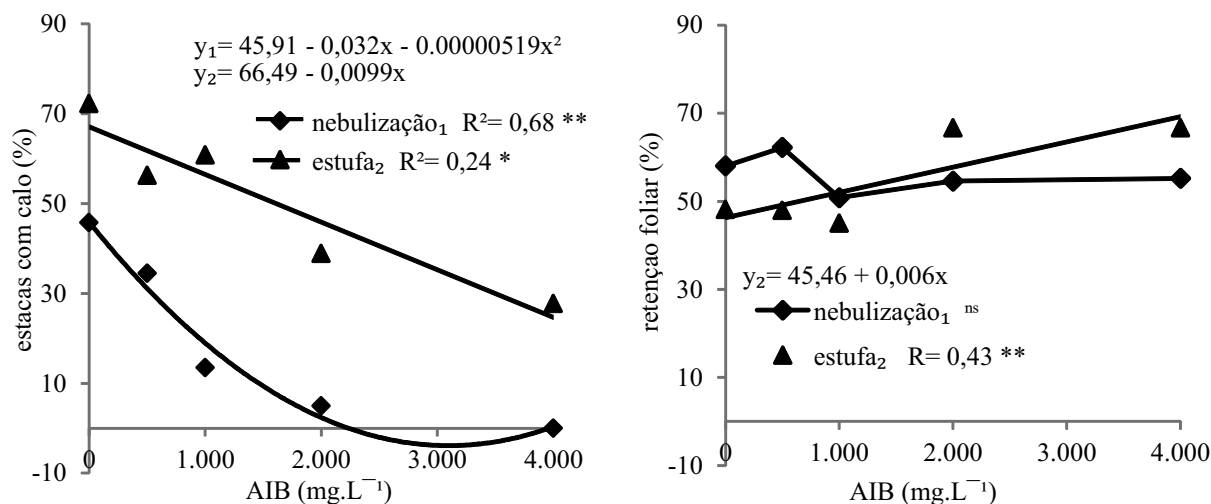 90
70
50
30
10
-10
estacas com calo (%)
y₁= 45,91 - 0,032x - 0.00000519x²
y₂= 66,49 - 0,0099x
nebulização₁ R²= 0,68 **
estufa₂ R²= 0,24 *
0 1.000 2.000 3.000 4.000
AIB (mg.L⁻¹)
90
70
50
30
10
-10
retençao foliar (%)
y₂= 45,46 + 0,006x
nebulização₁ ns
estufa₂ R= 0,43 **
0 1.000 2.000 3.000 4.000
AIB (mg.L⁻¹)